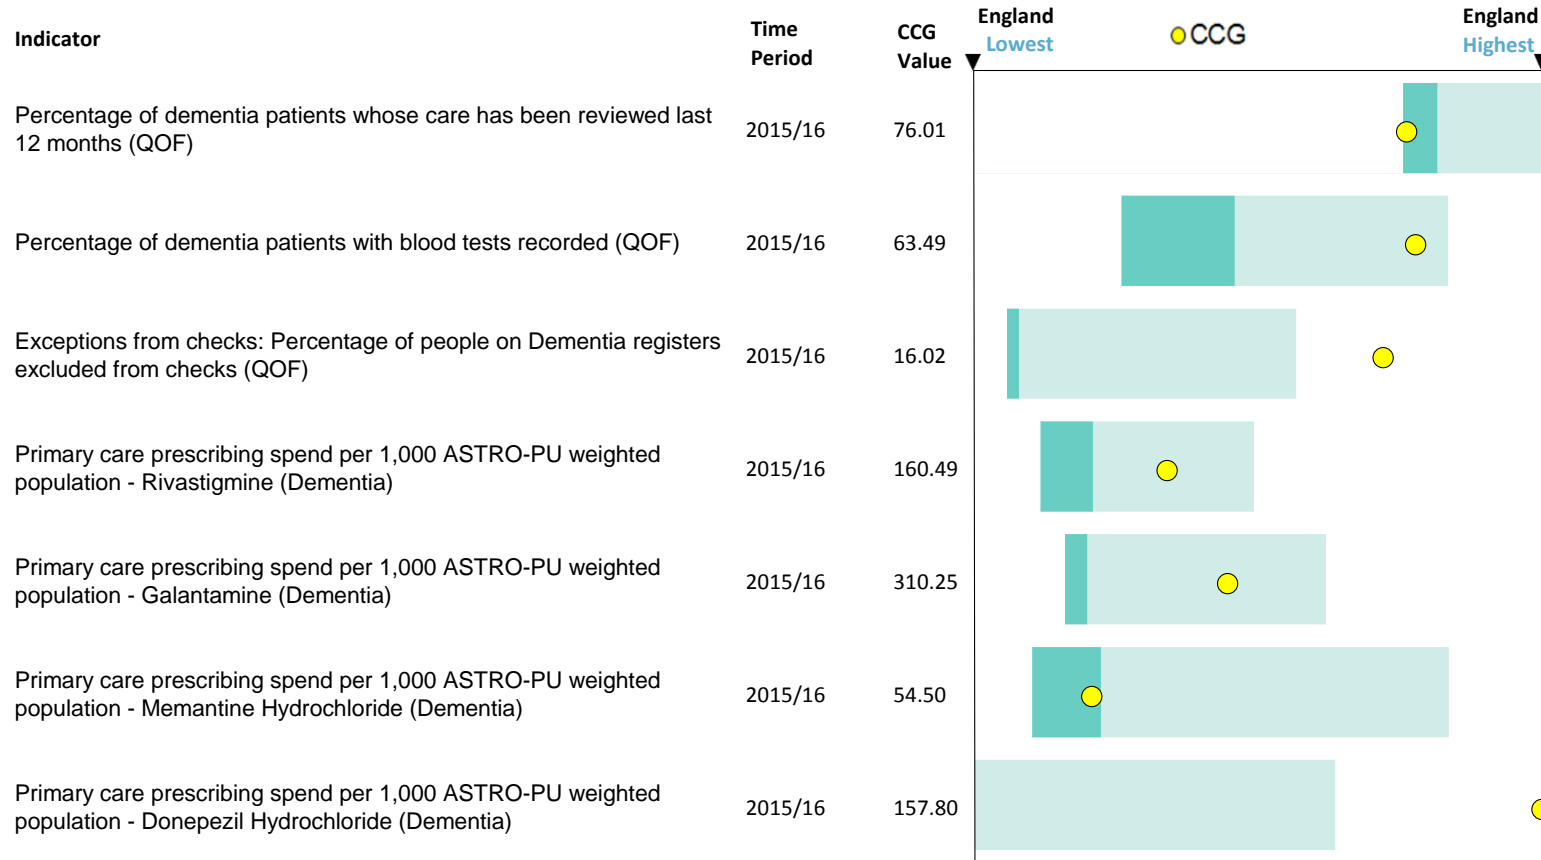 Indicator
Time
Period
CCG
Value
England
Lowest
CCG
England
Highest
Percentage of dementia patients whose care has been reviewed last
12 months (QOF)
2015/16
76.01
Percentage of dementia patients with blood tests recorded (QOF)
2015/16
63.49
Exceptions from checks: Percentage of people on Dementia registers
excluded from checks (QOF)
2015/16
16.02
Primary care prescribing spend per 1,000 ASTRO-PU weighted
population - Rivastigmine (Dementia)
2015/16
160.49
Primary care prescribing spend per 1,000 ASTRO-PU weighted
population - Galantamine (Dementia)
2015/16
310.25
Primary care prescribing spend per 1,000 ASTRO-PU weighted
population - Memantine Hydrochloride (Dementia)
2015/16
54.50
Primary care prescribing spend per 1,000 ASTRO-PU weighted
population - Donepezil Hydrochloride (Dementia)
2015/16
157.80